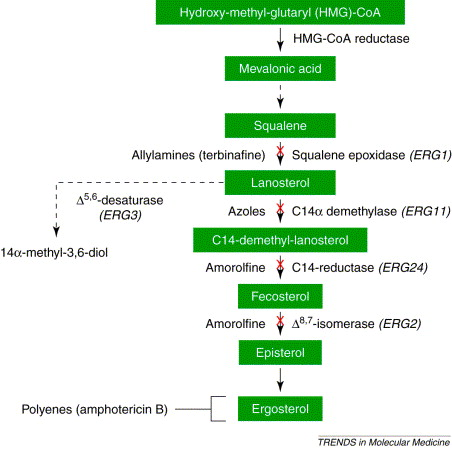 Hydroxy-methyl-glutaryl (HMG)-CoA
HMG-CoA reductase
Mevalonic acid
Squalene
Allylamines (terbinafine) Squalene epoxidase (ERG1)
Lanosterol
Δ5,6-desaturase
(ERG3)
Azoles C14α demethylase (ERG11)
14α-methyl-3,6-diol
C14-demethyl-lanosterol
Amorolfine C14-reductase (ERG24)
Fecosterol
Amorolfine Δ8,7-isomerase (ERG2)
Episterol
Polyenes (amphotericin B) Ergosterol
TRENDS in Molecular Medicine